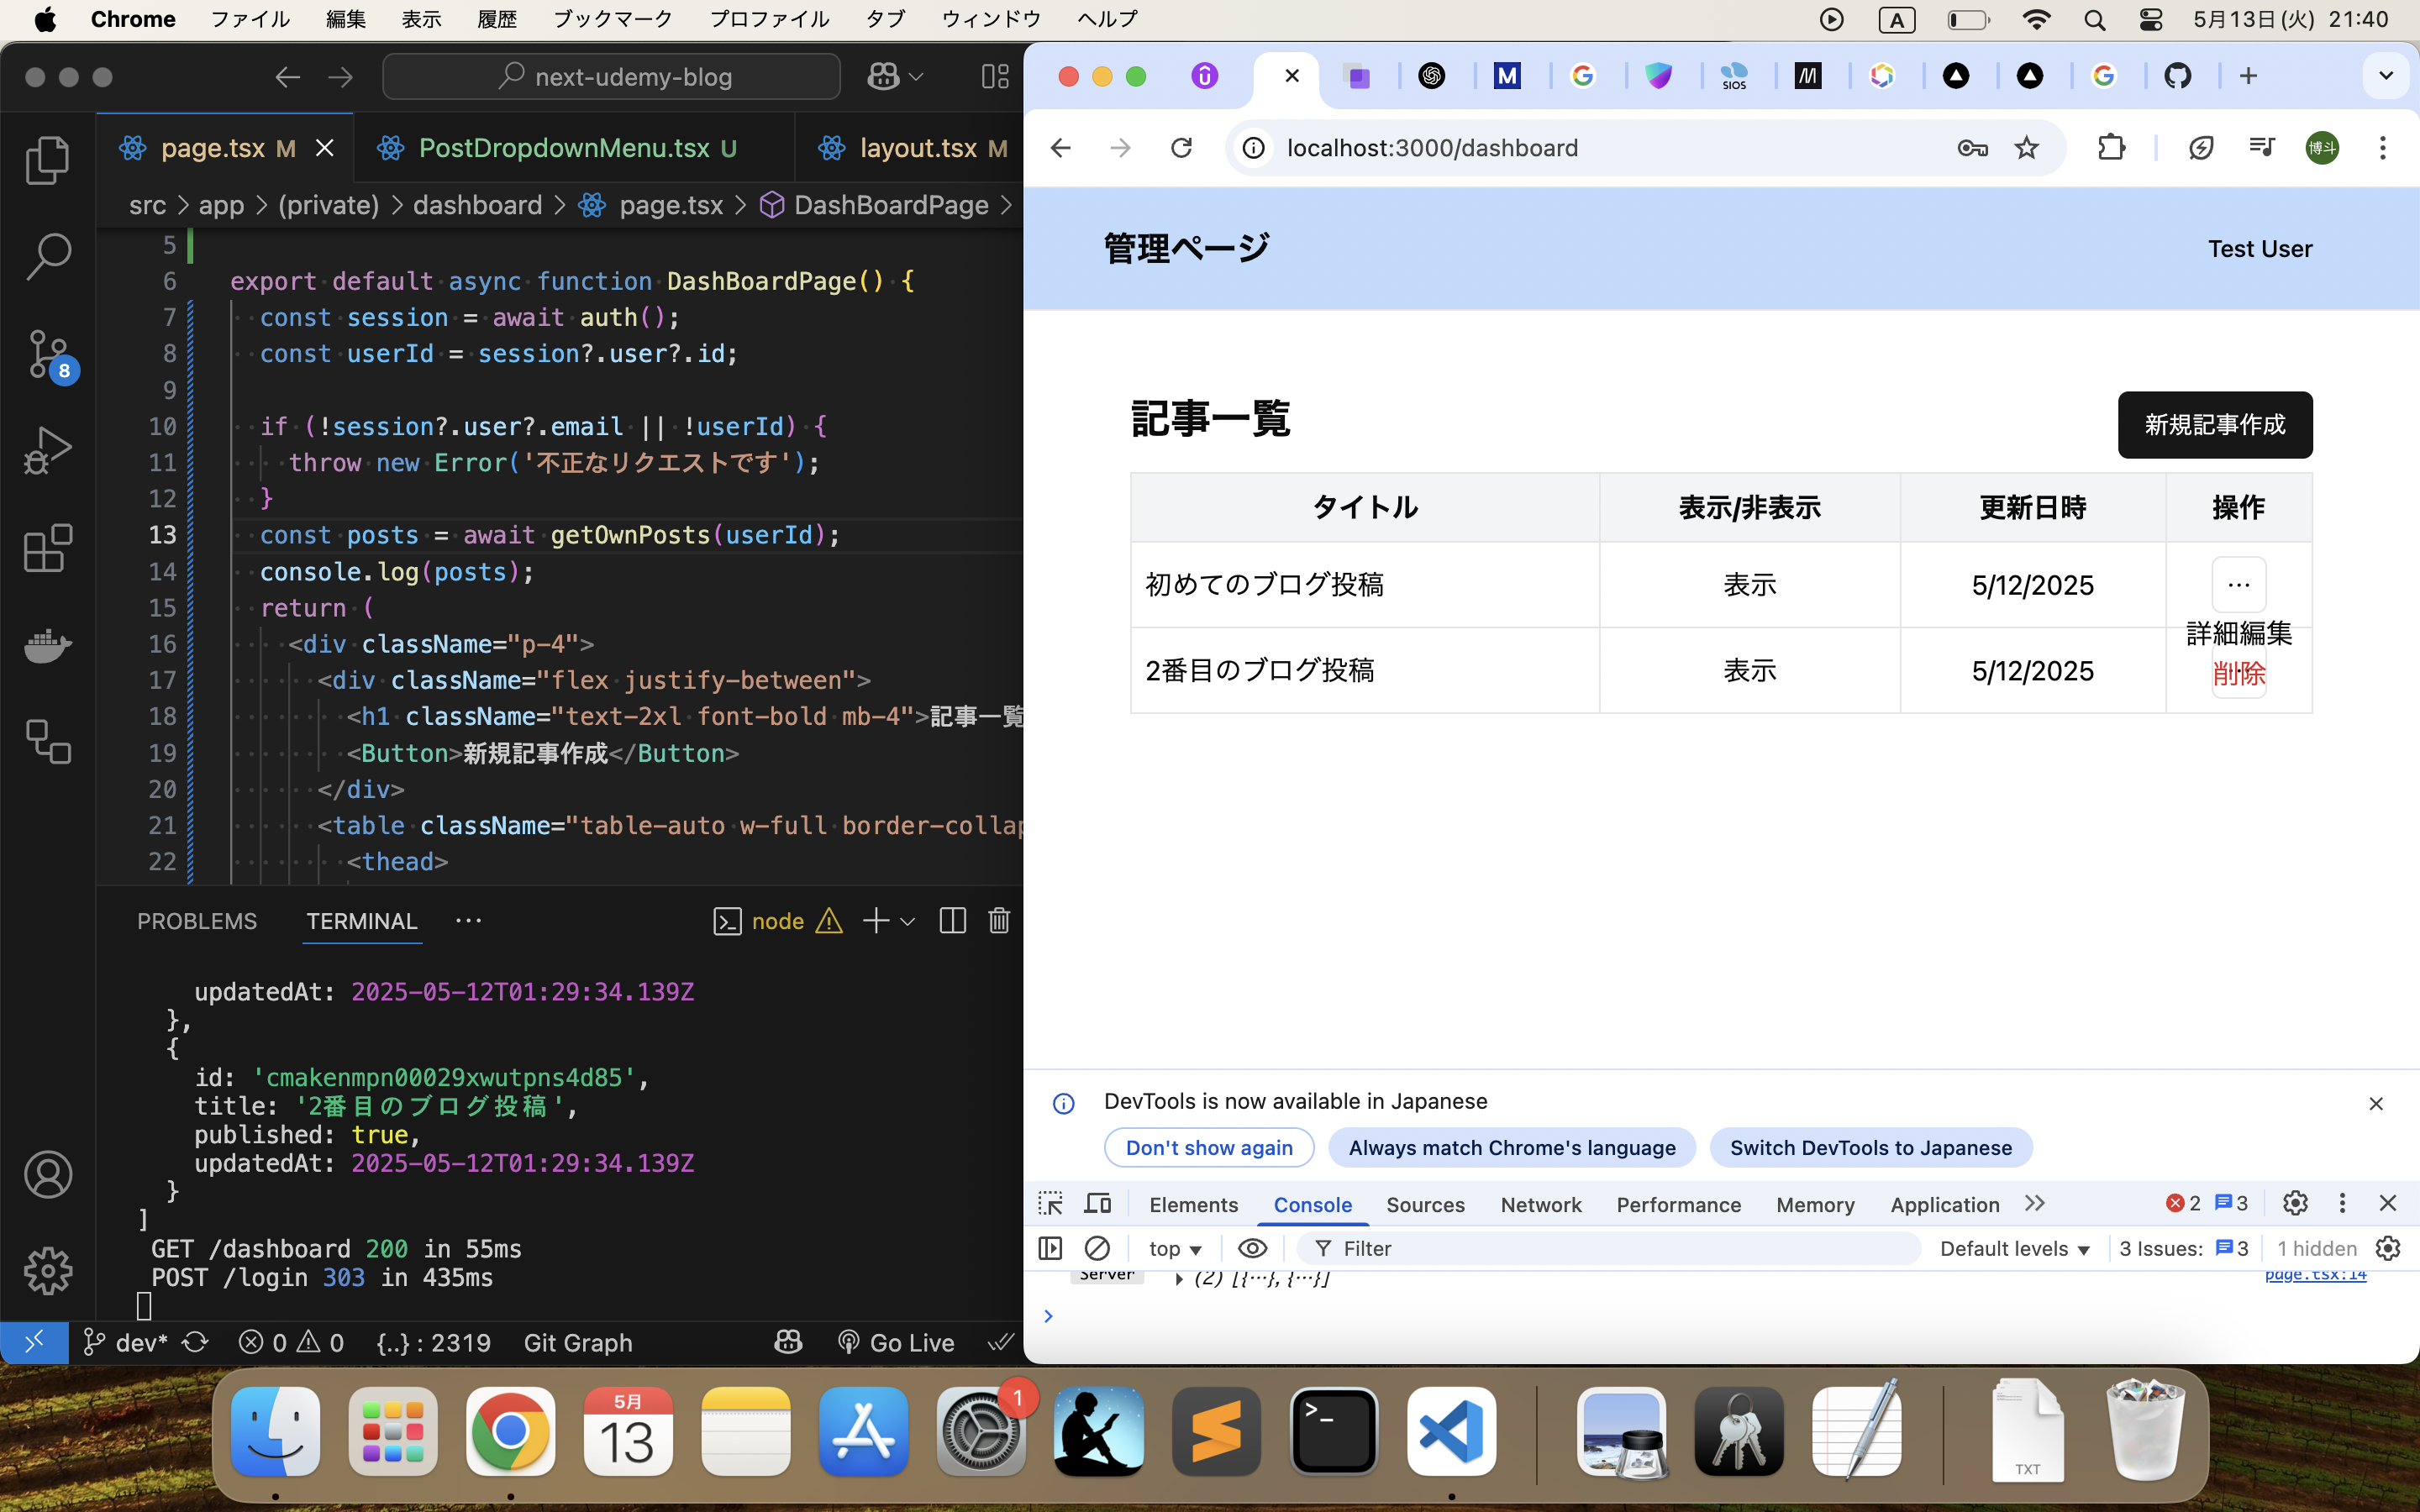 Chrome ファイル 編集 表示 履歴 ブックマーク プロファイル タブ ウィンドウ ヘルプ
A 5月13日(火) 21:40
next-udemy-blog
page.tsx M
PostDropdownMenu.tsx U
layout.tsx M
src > app > (private) > dashboard > page.tsx > DashBoardPage >
5
6 export default async function DashBoardPage() {
7 const session = await auth();
8 const userId = session?.user?.id;
9
10 if (!session?.user?.email || !userId) {
11 throw new Error('不正なリクエストです');
12 }
13 const posts = await getOwnPosts(userId);
14 console.log(posts);
15 return (
16 <div className="p-4">
17 <div className="flex justify-between">
18 <h1 className="text-2xl font-bold mb-4">記事一覧
19 <Button>新規記事作成</Button>
20 </div>
21 <table className="table-auto w-full border-collap
22 <thead>
8
PROBLEMS TERMINAL ...
node
updatedAt: 2025-05-12T01:29:34.139Z
},
{
id: 'cmakenmpn00029xwutpns4d85',
title: '2番目のブログ投稿',
published: true,
updatedAt: 2025-05-12T01:29:34.139Z
}
]
GET /dashboard 200 in 55ms
POST /login 303 in 435ms
dev* 0 0 {..} : 2319 Git Graph Go Live
SIOS
localhost:3000/dashboard
博斗
管理ページ
Test User
記事一覧
新規記事作成
タイトル 表示/非表示 更新日時 操作
初めてのブログ投稿 表示 5/12/2025 ...
詳細編集
2番目のブログ投稿 表示 5/12/2025
削除
DevTools is now available in Japanese
Don't show again Always match Chrome's language Switch DevTools to Japanese
Elements Console Sources Network Performance Memory Application 2 3
top Filter Default levels 3 Issues: 3 1 hidden
Server (2) [{…}, {…}] page.tsx:14
5月
13
1
TXT